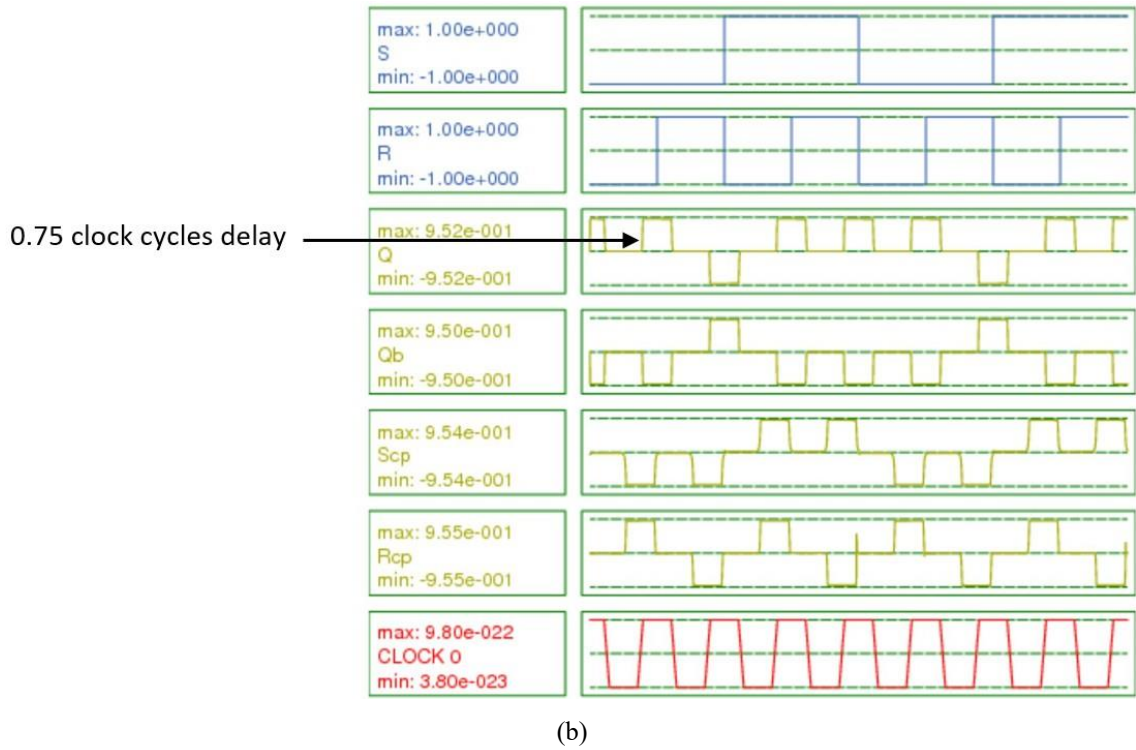 max: 1.00e+000
S
min: -1.00e+000
max: 1.00e+000
R
min: -1.00e+000
0.75 clock cycles delay
max: 9.52e-001
Q
min: -9.52e-001
max: 9.50e-001
Qb
min: -9.50e-001
max: 9.54e-001
Scp
min: -9.54e-001
max: 9.55e-001
Rcp
min: -9.55e-001
max: 9.80e-022
CLOCK 0
min: 3.80e-023
(b)